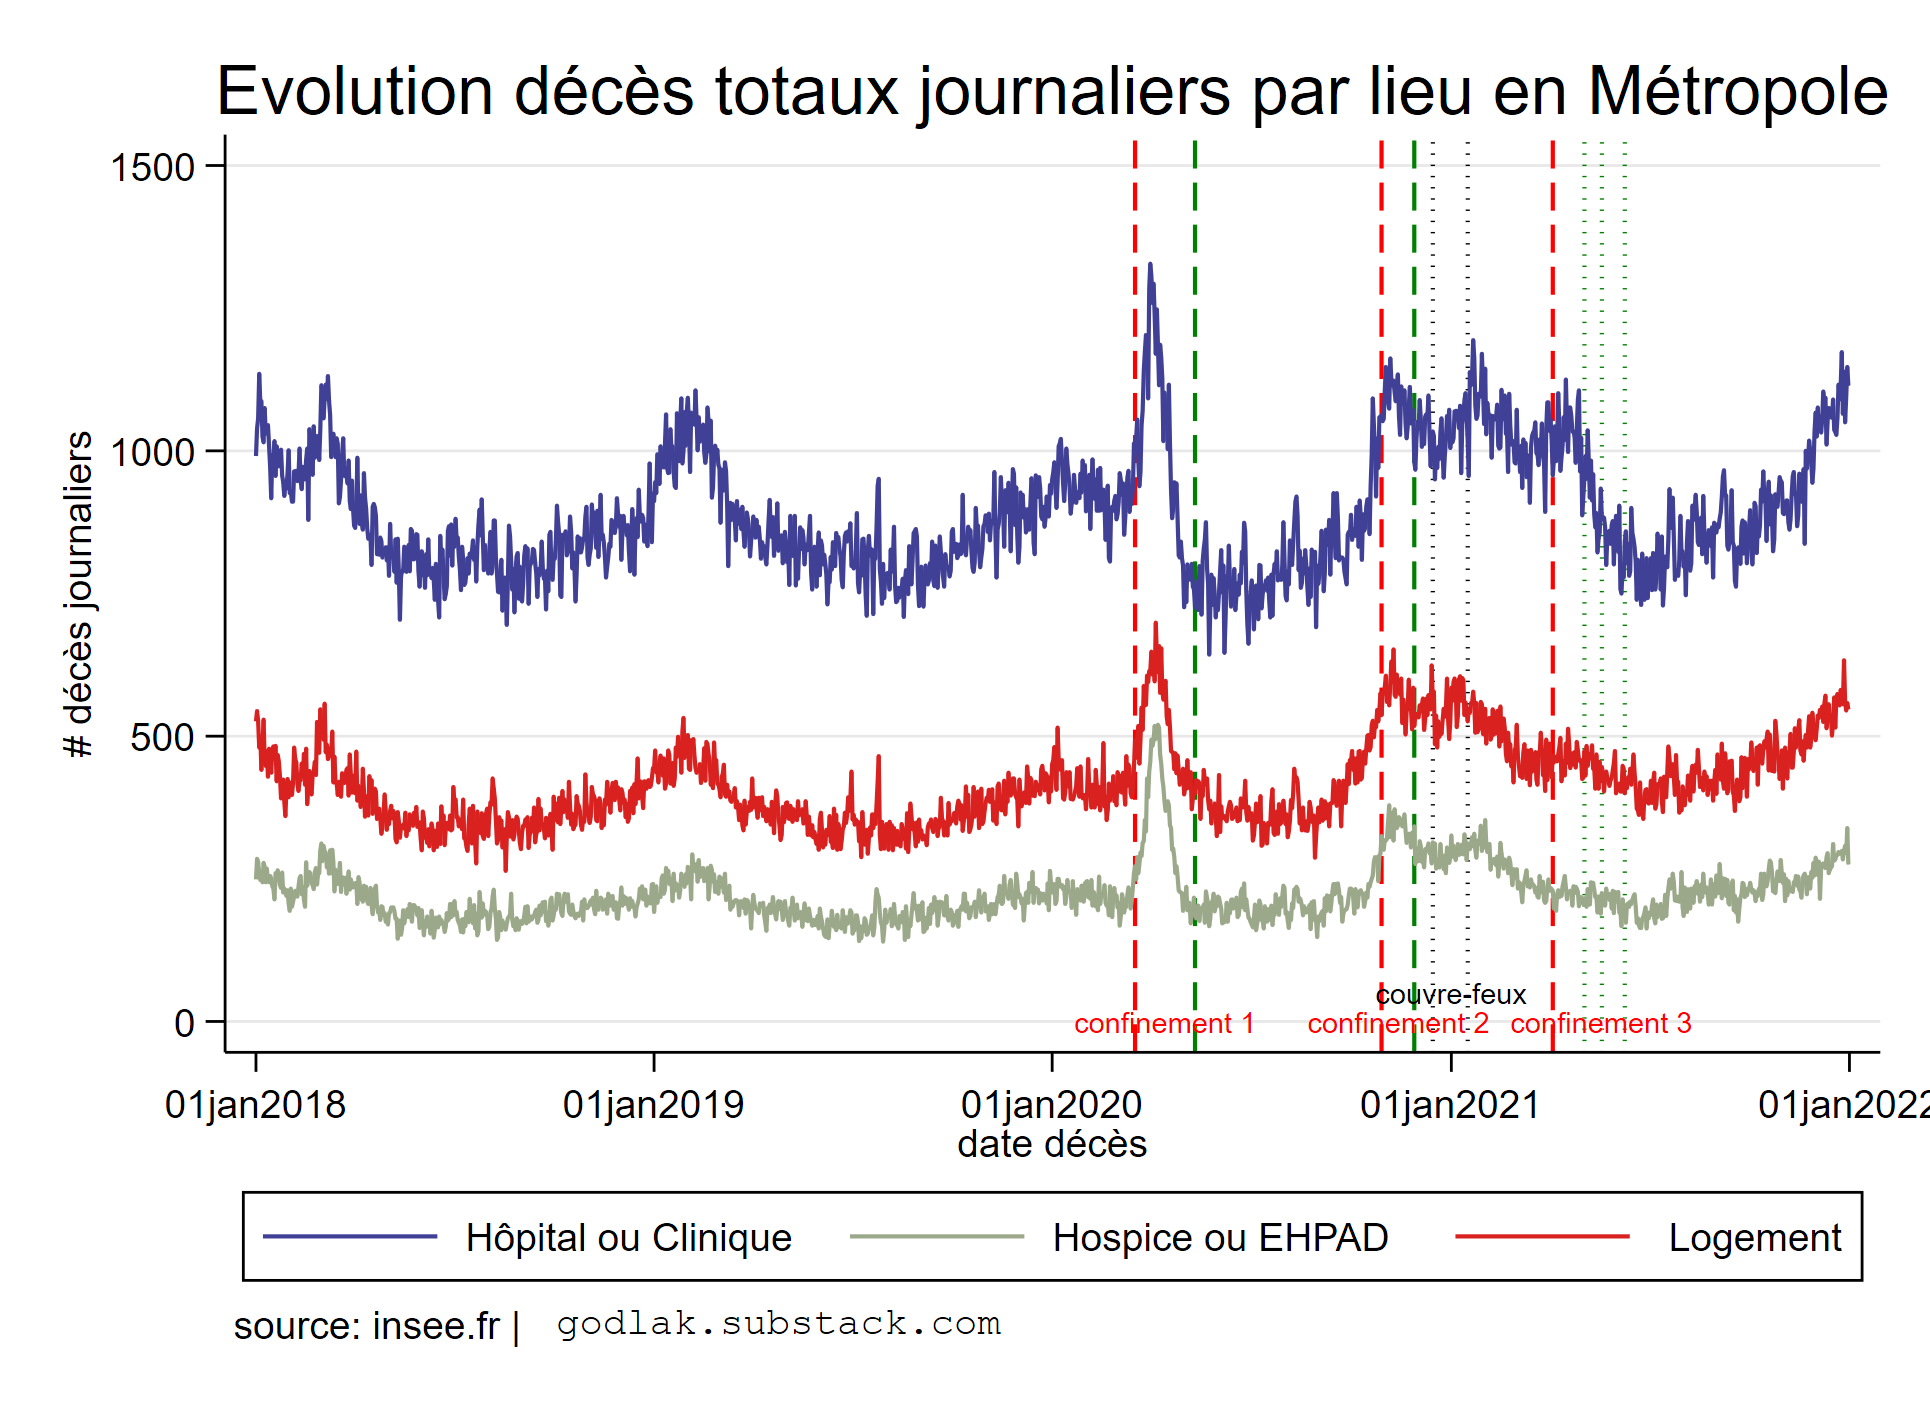 Evolution décès totaux journaliers par lieu en Métropole
# décès journaliers
1500
1000
500
0
couvre-feux
confinement 1 confinement 2 confinement 3
01jan2018 01jan2019 01jan2020 01jan2021 01jan2022
date décès
Hôpital ou Clinique Hospice ou EHPAD Logement
source: insee.fr | godlak.substack.com